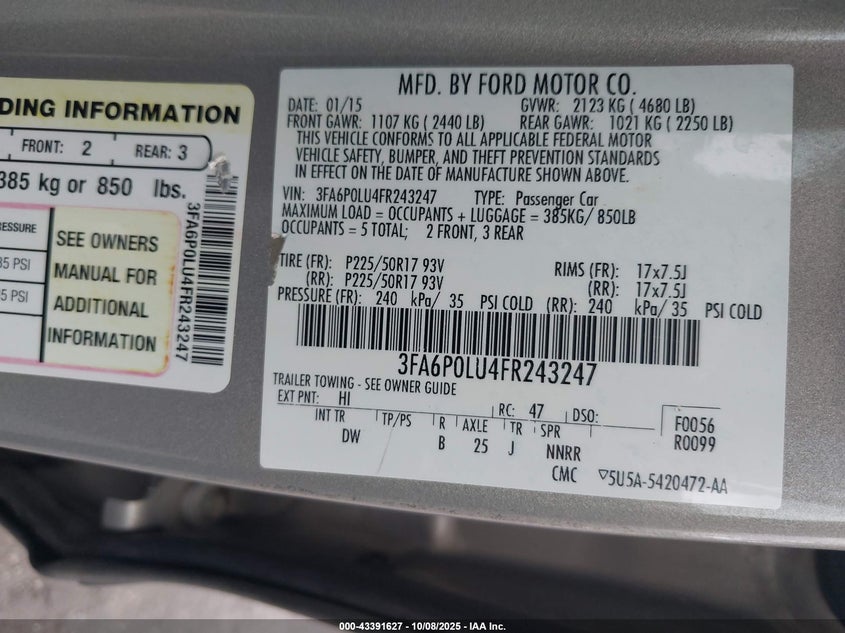 DING INFORMATION
FRONT: 2
REAR: 3
385 kg or 850 lbs.
RESSURE
35 PSI
35 PSI
SEE OWNERS
MANUAL FOR
ADDITIONAL
INFORMATION
3FA6P0LU4FR243247
MFD. BY FORD MOTOR CO.
DATE: 01/15 GVWR: 2123 KG ( 4680 LB)
FRONT GAWR: 1107 KG ( 2440 LB) REAR GAWR: 1021 KG ( 2250 LB)
THIS VEHICLE CONFORMS TO ALL APPLICABLE FEDERAL MOTOR
VEHICLE SAFETY, BUMPER, AND THEFT PREVENTION STANDARDS
IN EFFECT ON THE DATE OF MANUFACTURE SHOWN ABOVE.
VIN: 3FA6P0LU4FR243247 TYPE: Passenger Car
MAXIMUM LOAD = OCCUPANTS + LUGGAGE = 385KG/ 850LB
OCCUPANTS = 5 TOTAL; 2 FRONT, 3 REAR
TIRE (FR): P225/50R17 93V RIMS (FR): 17x7.5J
(RR): P225/50R17 93V (RR): 17x7.5J
PRESSURE (FR): 240 kPa/ 35 PSI COLD (RR): 240 kPa/ 35 PSI COLD
3FA6P0LU4FR243247
TRAILER TOWING - SEE OWNER GUIDE
EXT PNT: HI RC: 47 DSO: F0056
INT TR TP/PS R AXLE TR SPR R0099
DW B 25 J NNRR
CMC ▽5U5A-5420472-AA
000-43391627 - 10/08/2025 - IAA Inc.